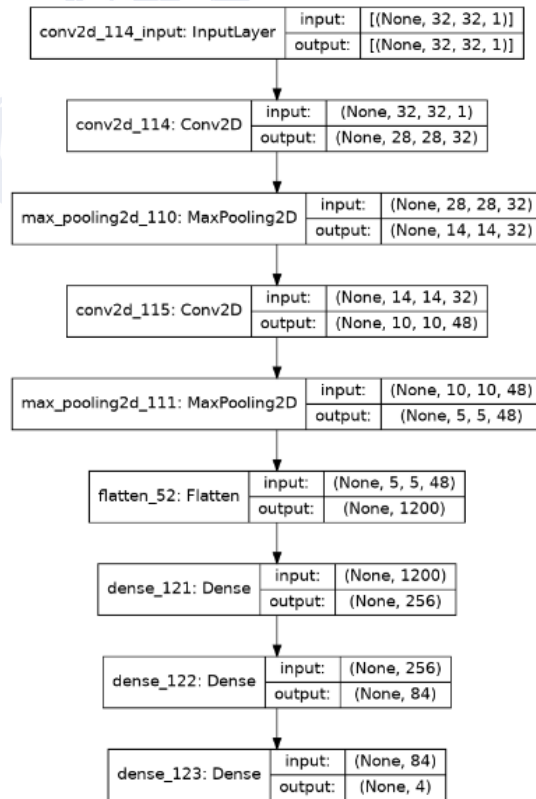 conv2d_114_input: InputLayer
input: [(None, 32, 32, 1)]
output: [(None, 32, 32, 1)]
conv2d_114: Conv2D
input: (None, 32, 32, 1)
output: (None, 28, 28, 32)
max_pooling2d_110: MaxPooling2D
input: (None, 28, 28, 32)
output: (None, 14, 14, 32)
conv2d_115: Conv2D
input: (None, 14, 14, 32)
output: (None, 10, 10, 48)
max_pooling2d_111: MaxPooling2D
input: (None, 10, 10, 48)
output: (None, 5, 5, 48)
flatten_52: Flatten
input: (None, 5, 5, 48)
output: (None, 1200)
dense_121: Dense
input: (None, 1200)
output: (None, 256)
dense_122: Dense
input: (None, 256)
output: (None, 84)
dense_123: Dense
input: (None, 84)
output: (None, 4)